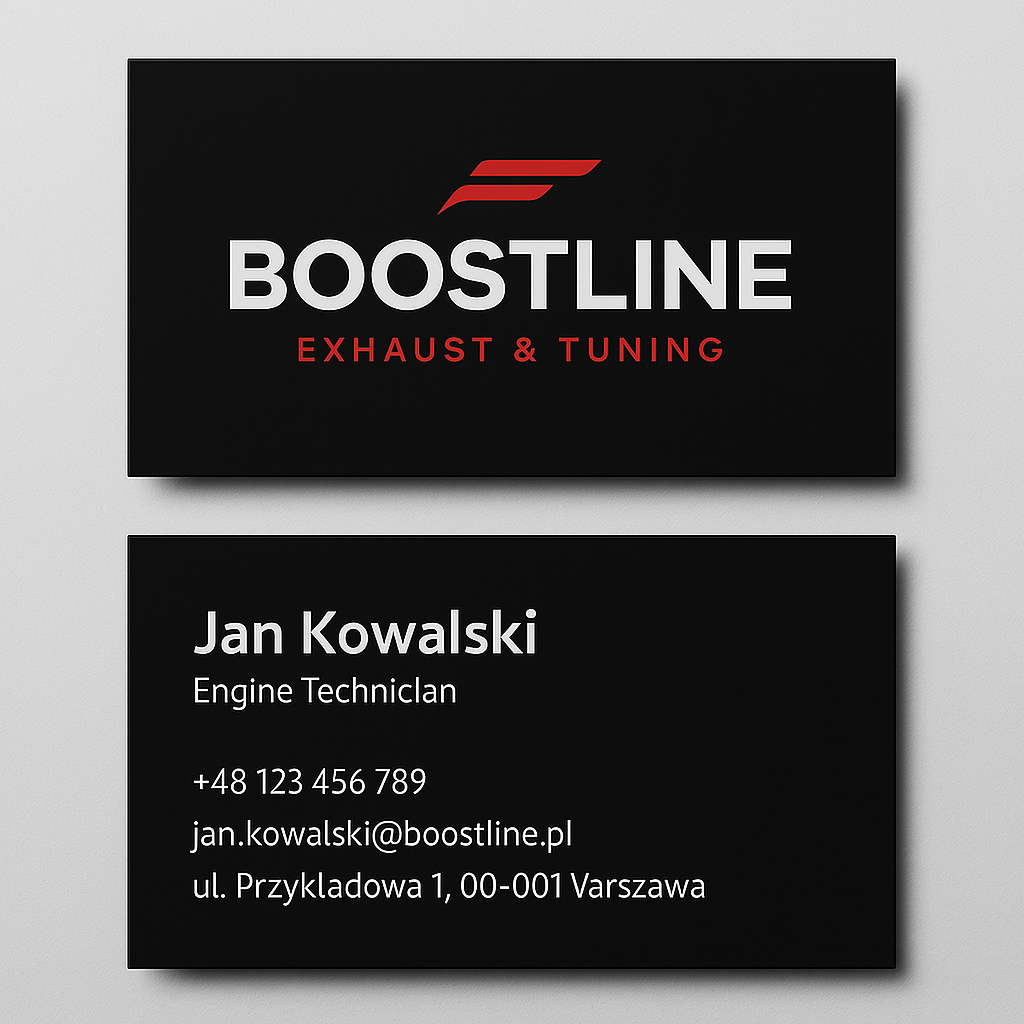 BOOSTLINE
EXHAUST & TUNING
Jan Kowalski
Engine Techniclan
+48 123 456 789
jan.kowalski@boostline.pl
ul. Przykladowa 1, 00-001 Varszawa